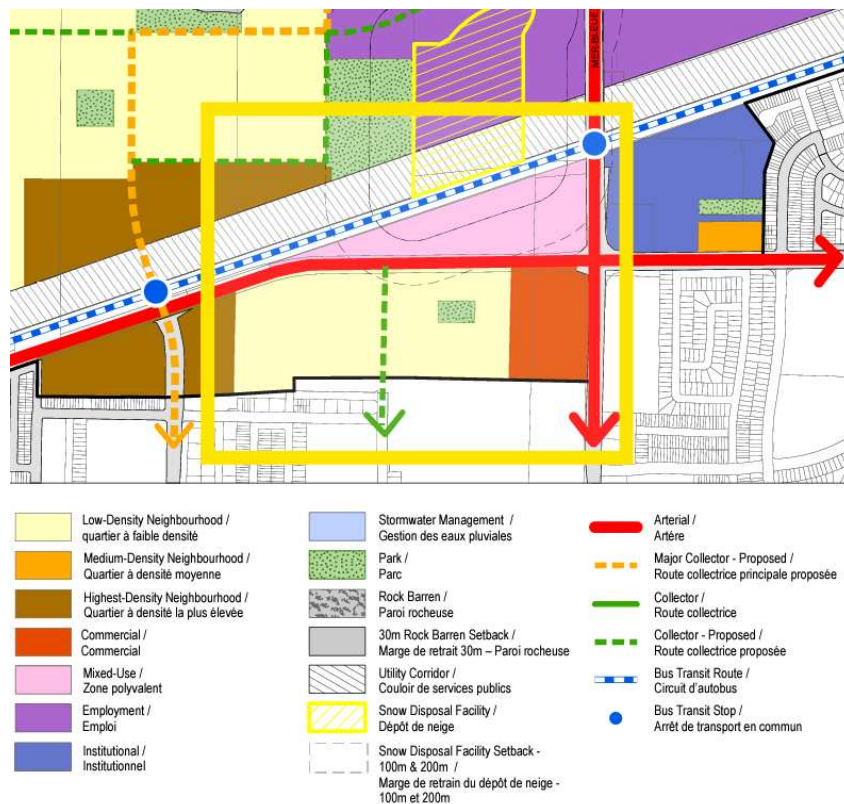 MER BLEUE
Low-Density Neighbourhood /
quartier à faible densité
Medium-Density Neighbourhood /
Quartier à densité moyenne
Highest-Density Neighbourhood /
Quartier à densité la plus élevée
Commercial /
Commercial
Mixed-Use /
Zone polyvalent
Employment /
Emploi
Institutional /
Institutionnel
Stormwater Management /
Gestion des eaux pluviales
Park /
Parc
Rock Barren /
Paroi rocheuse
30m Rock Barren Setback /
Marge de retrait 30m – Paroi rocheuse
Utility Corridor /
Couloir de services publics
Snow Disposal Facility /
Dépôt de neige
Snow Disposal Facility Setback -
100m & 200m /
Marge de retrain du dépôt de neige -
100m et 200m
Arterial /
Artère
Major Collector - Proposed /
Route collectrice principale proposée
Collector /
Route collectrice
Collector - Proposed /
Route collectrice proposée
Bus Transit Route /
Circuit d'autobus
Bus Transit Stop /
Arrêt de transport en commun